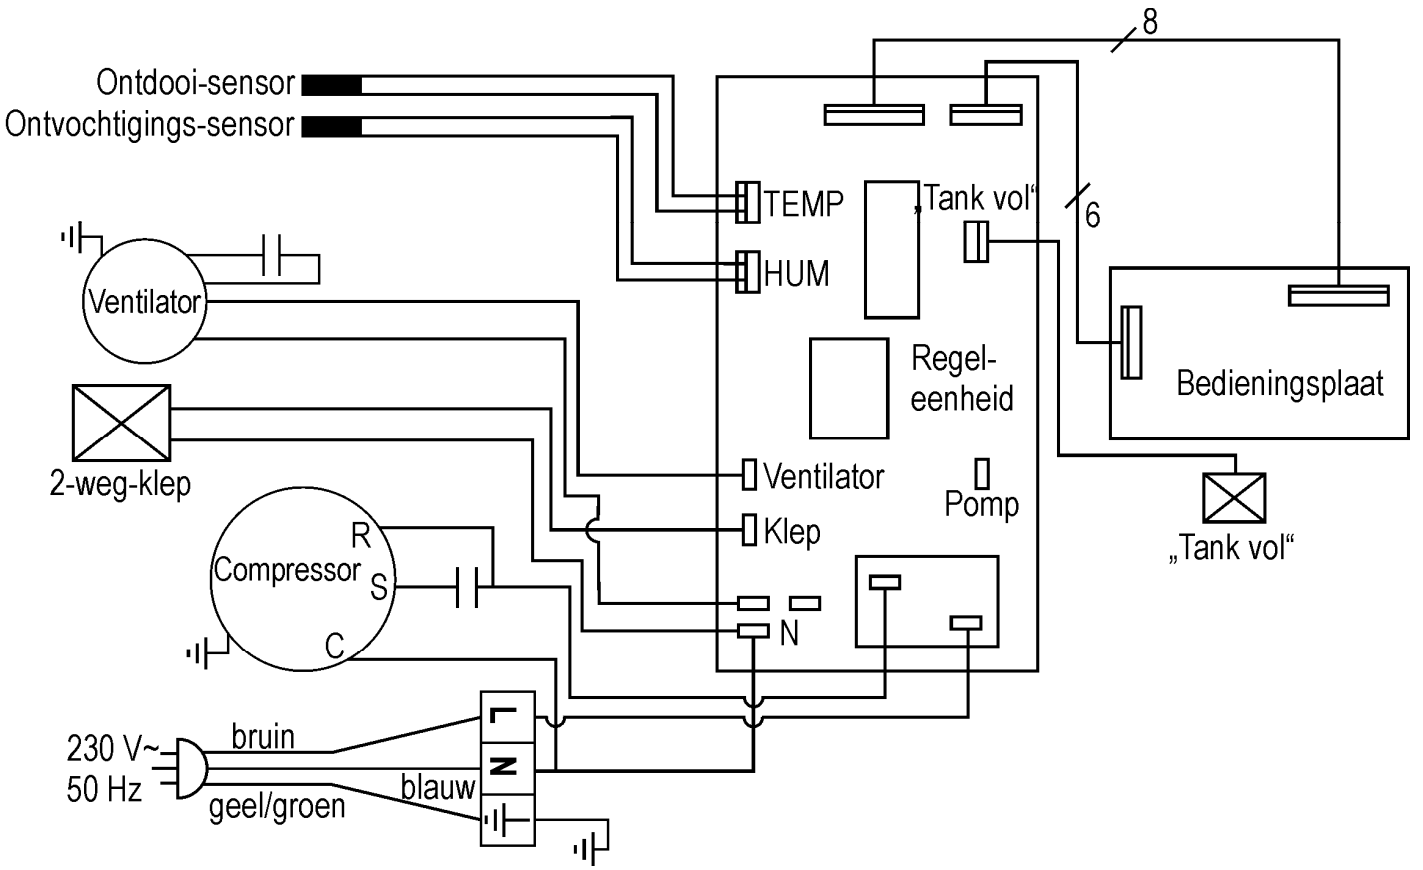 8
Ontdooi-sensor
Ontvochtigings-sensor
TEMP
„Tank vol“
6
HUM
Ventilator
Regel-
eenheid
Bedieningsplaat
2-weg-klep
Ventilator
Pomp
Klep
„Tank vol“
R
Compressor
S
C
N
L
bruin
230 V~
N
blauw
50 Hz
geel/groen